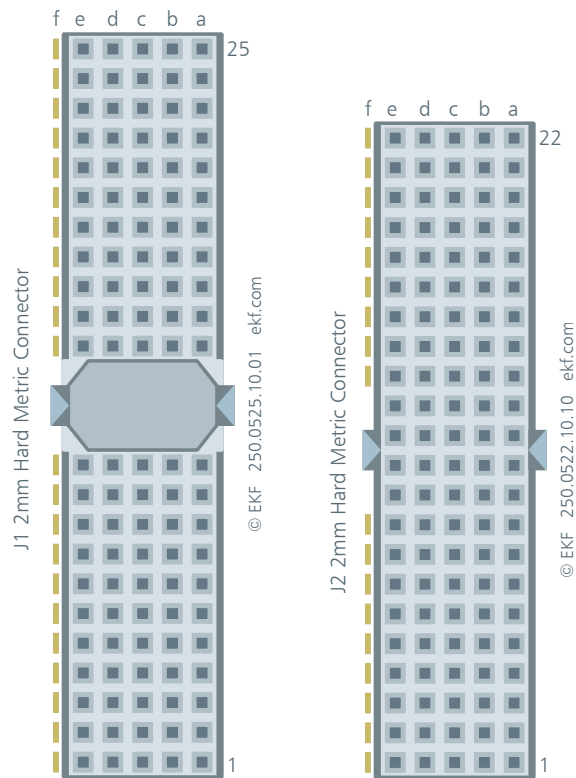 f e d c b a
25
J1 2mm Hard Metric Connector
© EKF 250.0525.10.01 ekf.com
1
f e d c b a
22
J2 2mm Hard Metric Connector
© EKF 250.0522.10.10 ekf.com
1